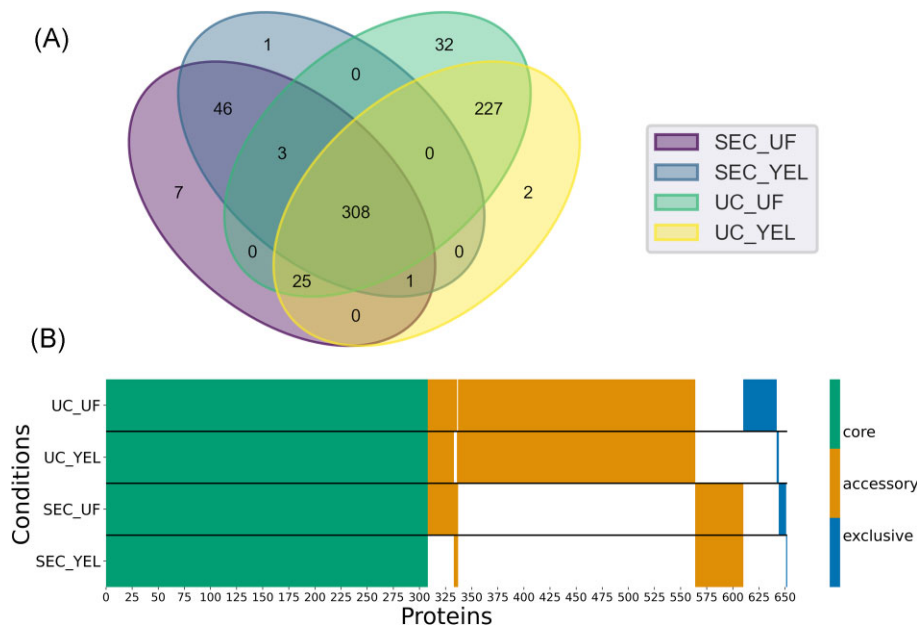 (A)
1
32
0
46
227
3
0
7
2
308
0
0
25
1
0
SEC_UF
SEC_YEL
UC_UF
UC_YEL
(B)
Conditions
UC_UF
UC_YEL
SEC_UF
SEC_YEL
core
accessory
exclusive
0 25 50 75 100 125 150 175 200 225 250 275 300 325 350 375 400 425 450 475 500 525 550 575 600 625 650
Proteins